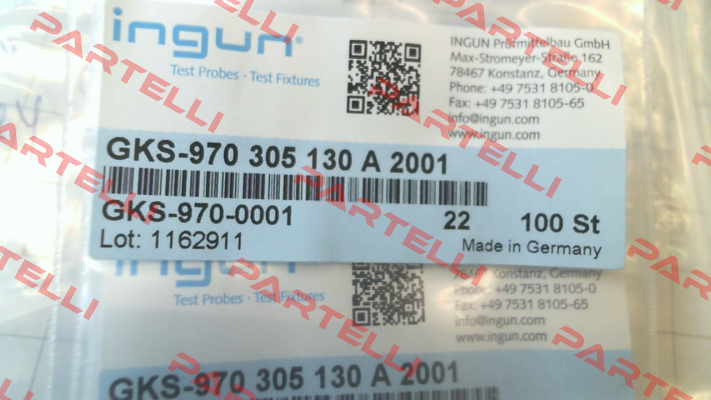 ingun®
Test Probes · Test Fixtures
INGUN Prüfmittelbau GmbH
Max-Stromeyer-Straße 162
78467 Konstanz, Germany
Phone: +49 7531 8105-0
Fax: +49 7531 8105-65
info@ingun.com
www.ingun.com
GKS-970 305 130 A 2001
GKS-970-0001 22 100 St
Lot: 1162911 Made in Germany
ingun
Test Probes · Test Fixtures
78467 Konstanz, Germany
Phone: +49 7531 8105-0
Fax: +49 7531 8105-65
info@ingun.com
www.ingun.com
GKS-970 305 130 A 2001
PARTELLI
PARTELLI
PARTELLI
PARTELLI
PARTELLI
PARTELLI